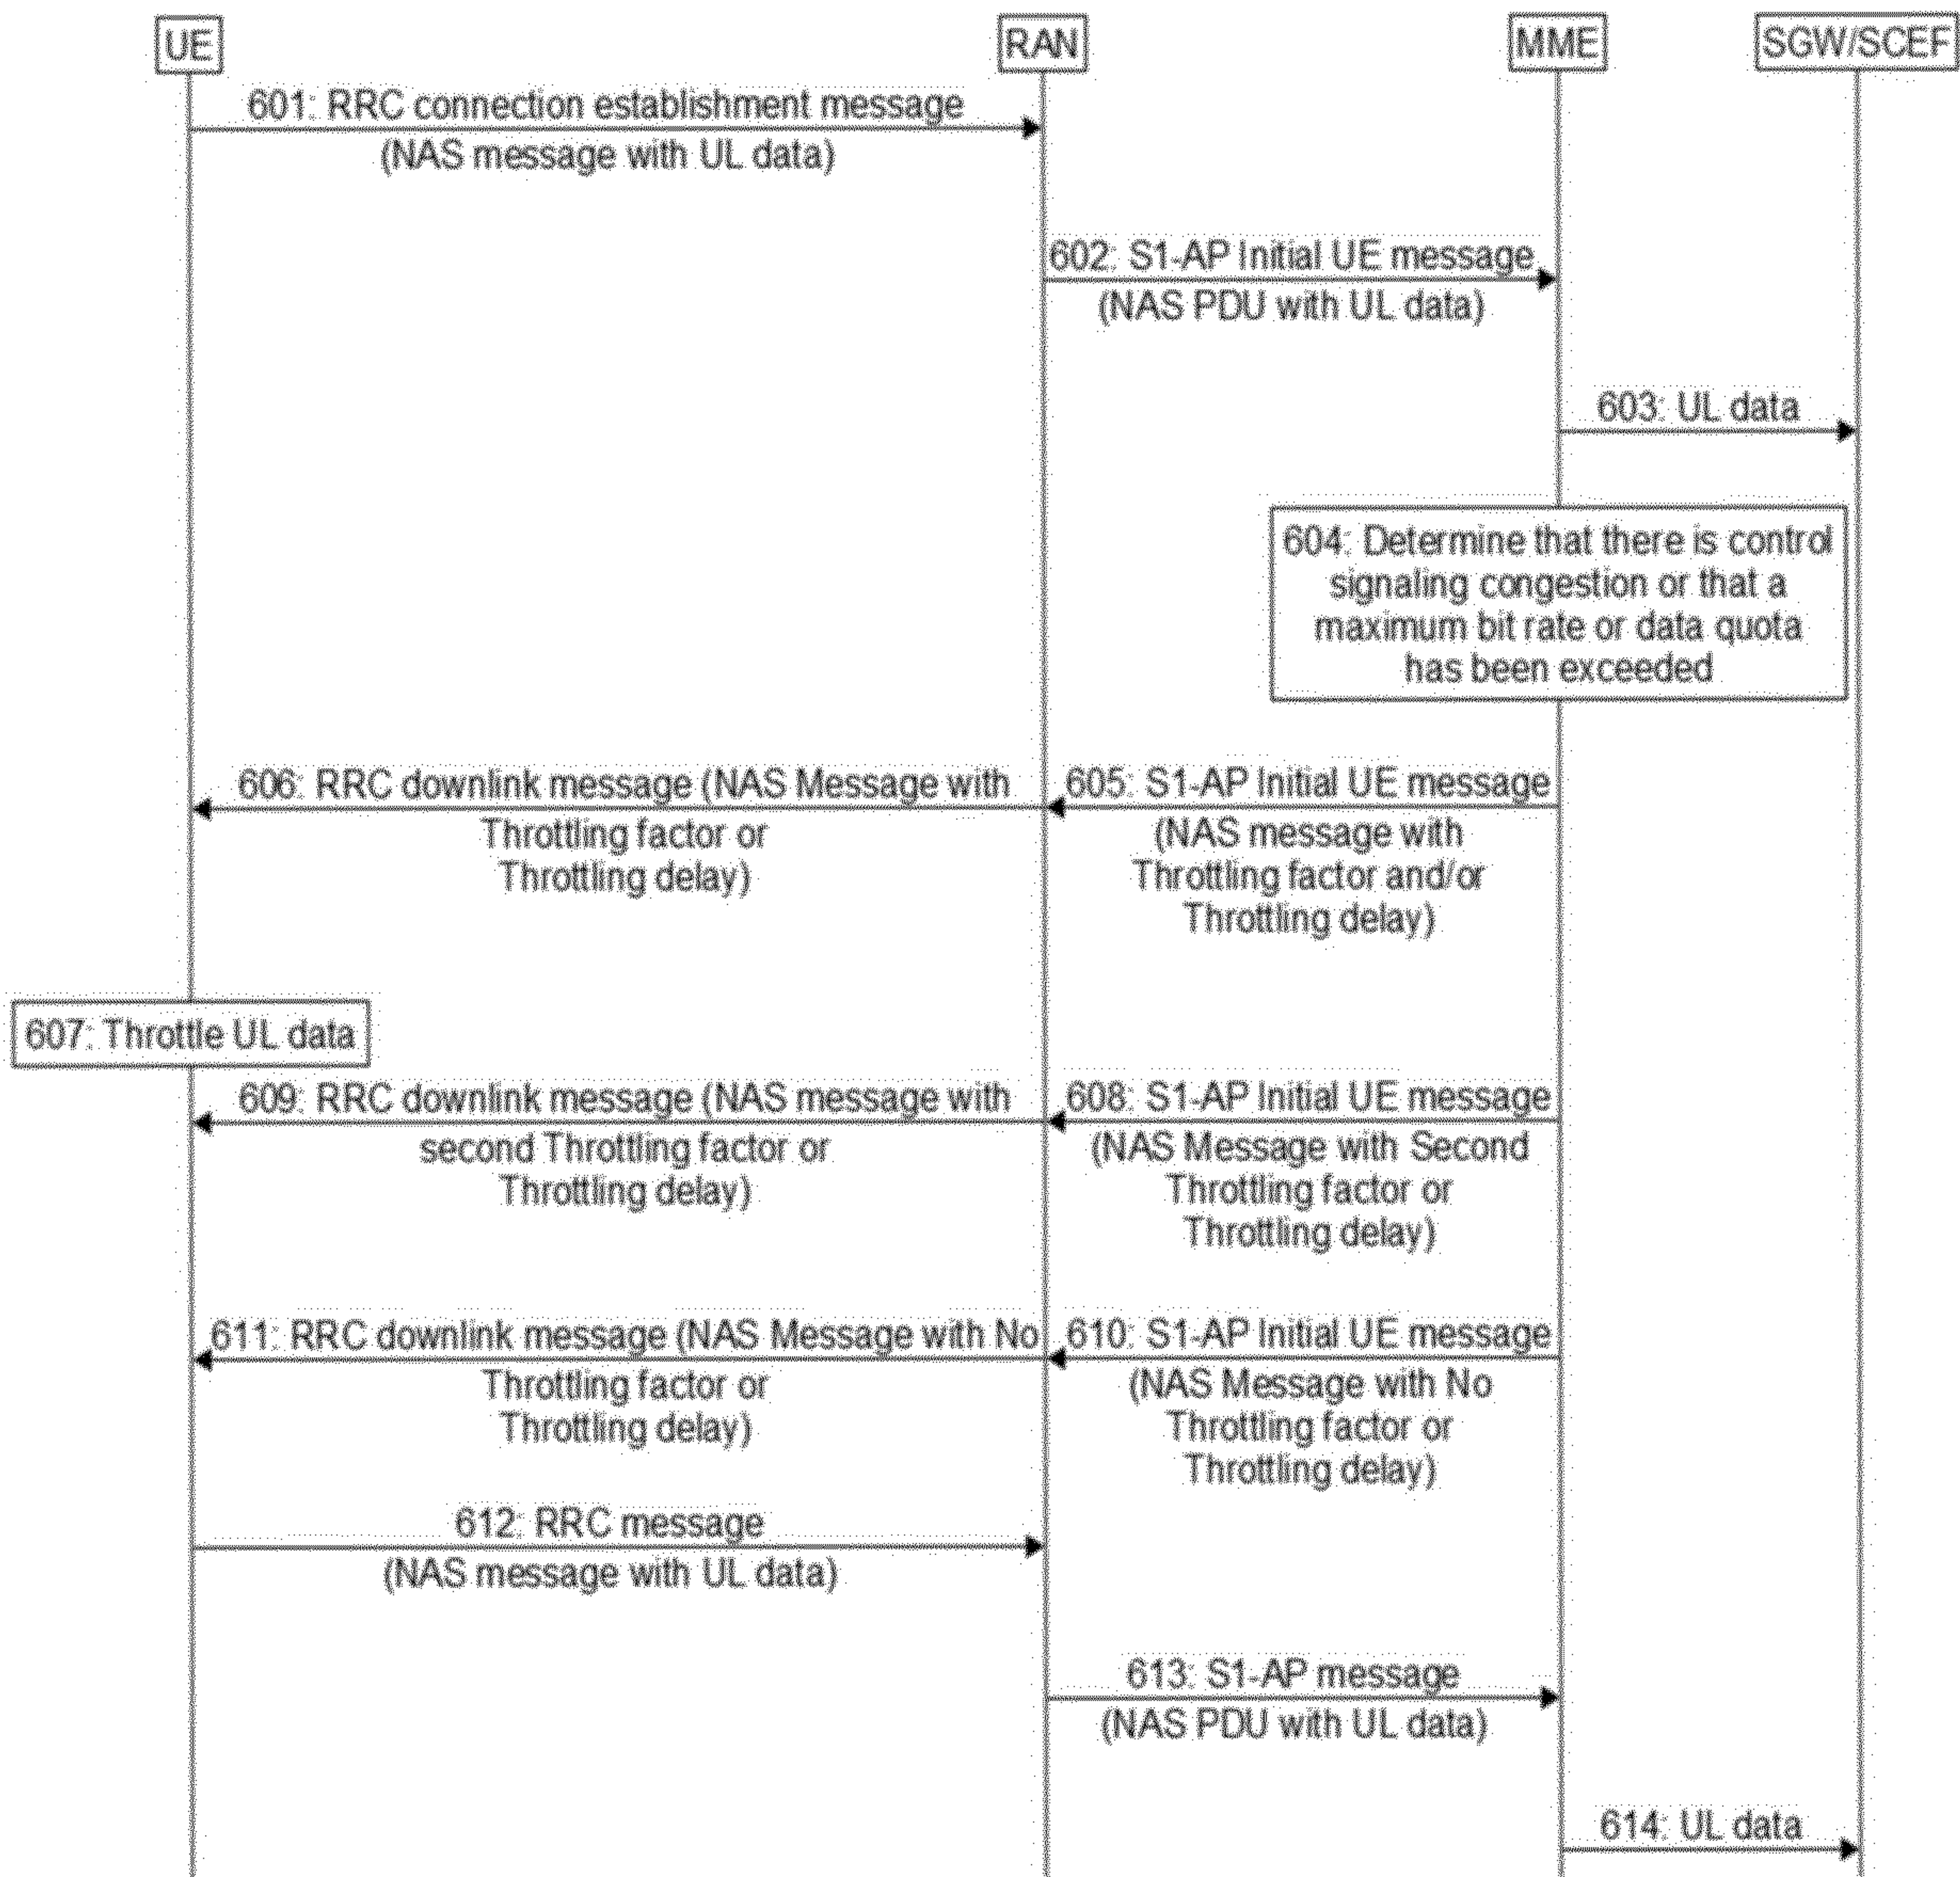 UE
RAN
MME
SGW/SCEF
601: RRC connection establishment message
(NAS message with UL data)
602: S1-AP Initial UE message
(NAS PDU with UL data)
603: UL data
604: Determine that there is control
signaling congestion or that a
maximum bit rate or data quota
has been exceeded
606: RRC downlink message (NAS Message with
Throttling factor or
Throttling delay)
605: S1-AP Initial UE message
(NAS message with
Throttling factor and/or
Throttling delay)
607: Throttle UL data
609: RRC downlink message (NAS message with
second Throttling factor or
Throttling delay)
608: S1-AP Initial UE message
(NAS Message with Second
Throttling factor or
Throttling delay)
611: RRC downlink message (NAS Message with No
Throttling factor or
Throttling delay)
610: S1-AP Initial UE message
(NAS Message with No
Throttling factor or
Throttling delay)
612: RRC message
(NAS message with UL data)
613: S1-AP message
(NAS PDU with UL data)
614: UL data